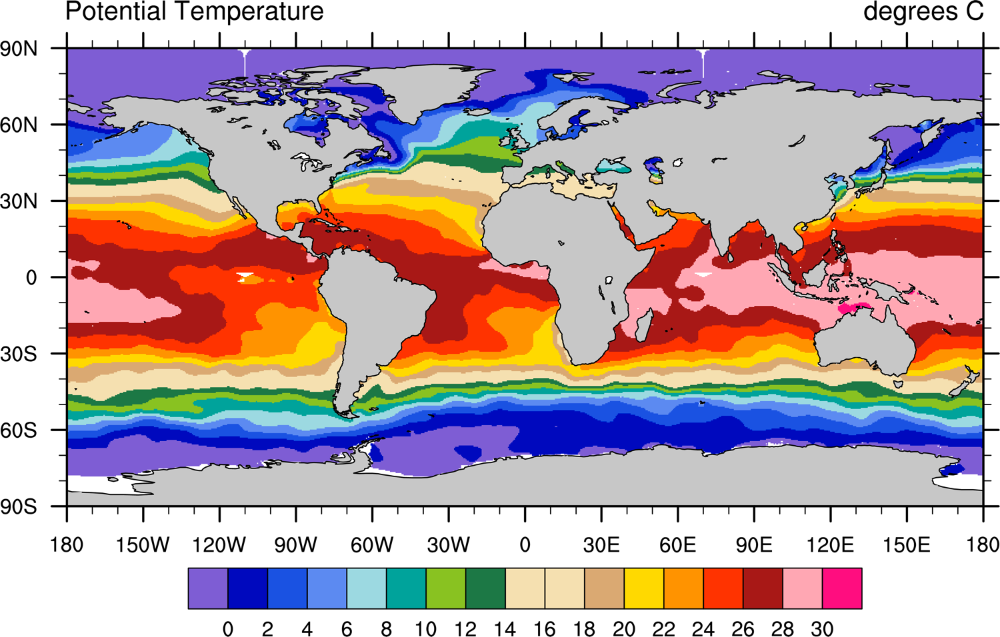 Potential Temperature degrees C
90N
60N
30N
0
30S
60S
90S
180 150W 120W 90W 60W 30W 0 30E 60E 90E 120E 150E 180
0 2 4 6 8 10 12 14 16 18 20 22 24 26 28 30